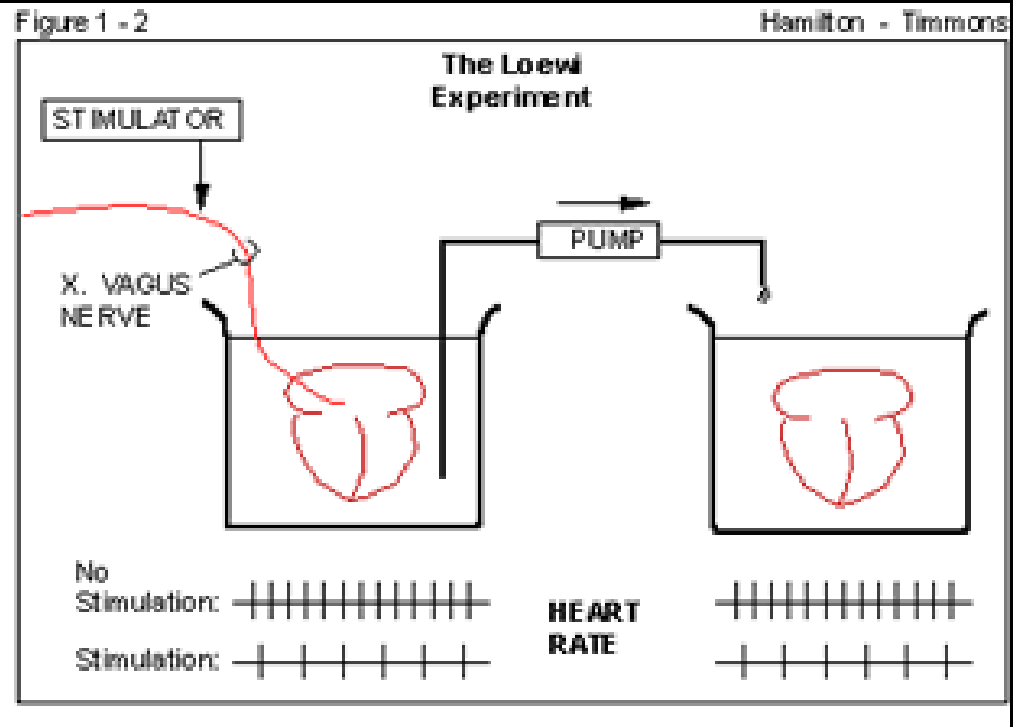 Figure 1 - 2
Hamilton - Timmons
The Loewi
Experiment
STIMULATOR
PUMP
X. VAGUS
NERVE
No
Stimulation:
HEART
RATE
Stimulation: